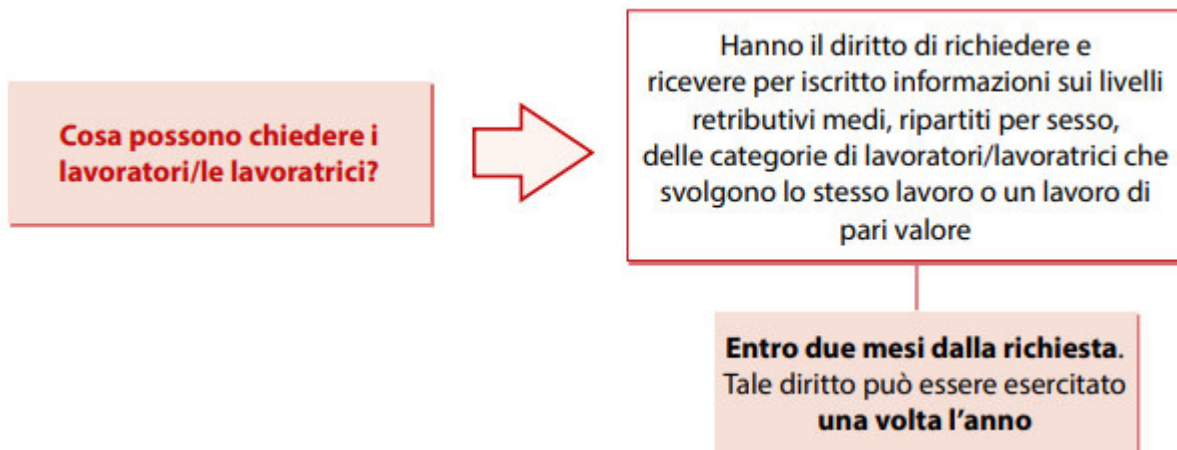 Cosa possono chiedere i
lavoratori/le lavoratrici?
Hanno il diritto di richiedere e
ricevere per iscritto informazioni sui livelli
retributivi medi, ripartiti per sesso,
delle categorie di lavoratori/lavoratrici che
svolgono lo stesso lavoro o un lavoro di
pari valore
Entro due mesi dalla richiesta.
Tale diritto può essere esercitato
una volta l'anno